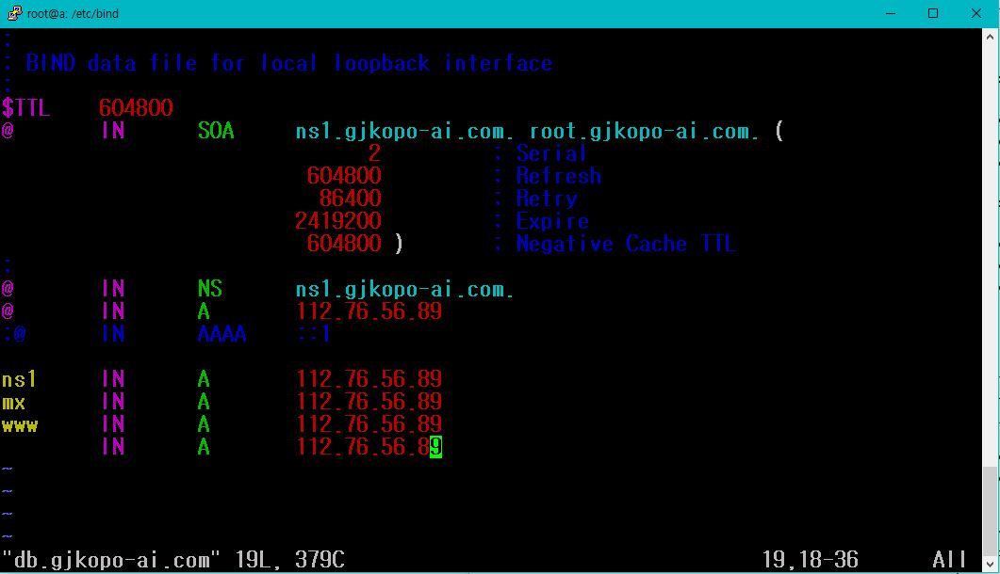 root@a: /etc/bind
;
; BIND data file for local loopback interface
;
$TTL 604800
@ IN SOA ns1.gjkopo-ai.com. root.gjkopo-ai.com. (
2 ; Serial
604800 ; Refresh
86400 ; Retry
2419200 ; Expire
604800 ) ; Negative Cache TTL
;
@ IN NS ns1.gjkopo-ai.com.
@ IN A 112.76.56.89
;@ IN AAAA ::1
ns1 IN A 112.76.56.89
mx IN A 112.76.56.89
www IN A 112.76.56.89
IN A 112.76.56.89
~
~
~
~
"db.gjkopo-ai.com" 19L, 379C 19,18-36 All